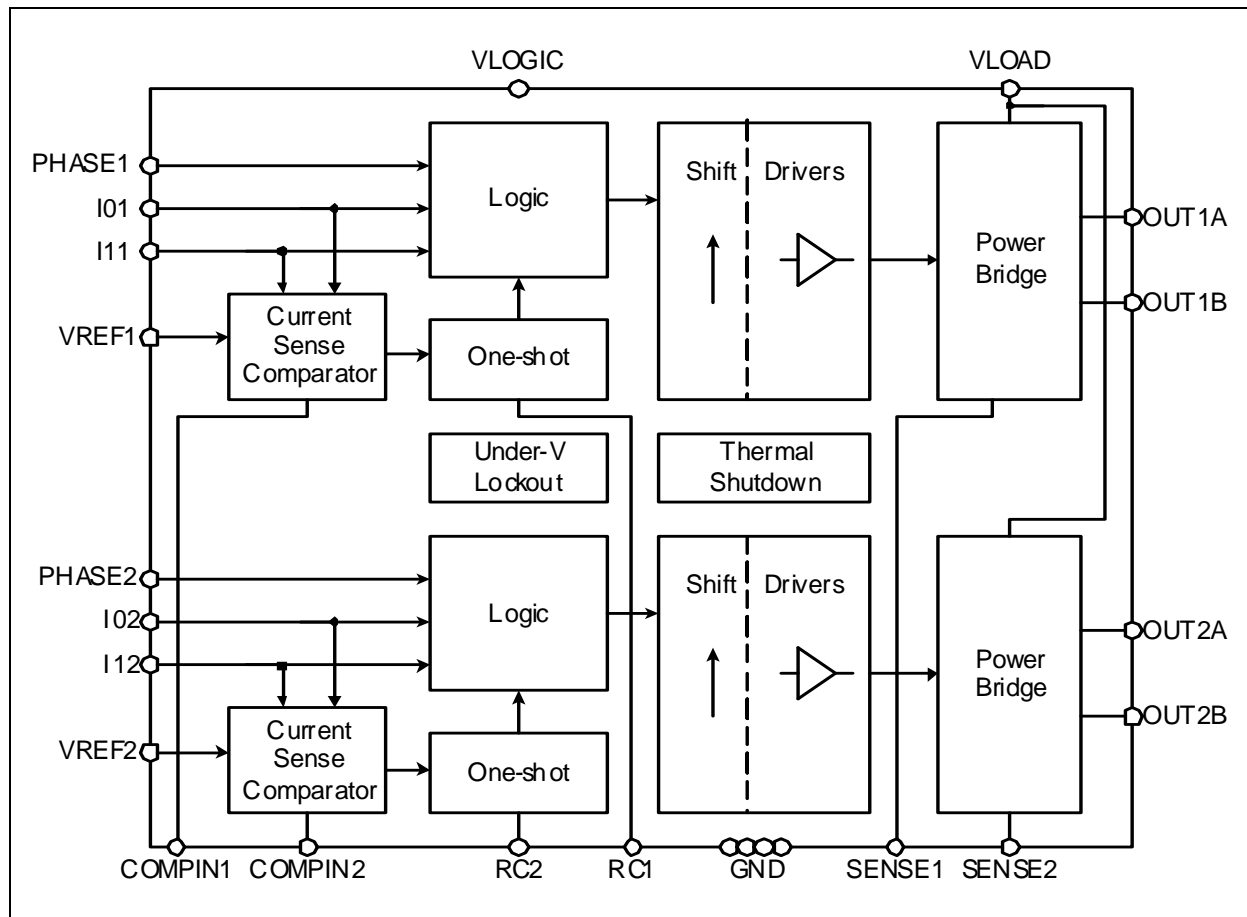 VLOGIC
VLOAD
PHASE1
I01
I11
VREF1
Logic
Current
Sense
Comparator
One-shot
Shift
Drivers
Power
Bridge
OUT1A
OUT1B
Under-V
Lockout
Thermal
Shutdown
PHASE2
I02
I12
VREF2
Logic
Current
Sense
Comparator
One-shot
Shift
Drivers
Power
Bridge
OUT2A
OUT2B
COMPIN1
COMPIN2
RC2
RC1
GND
SENSE1
SENSE2